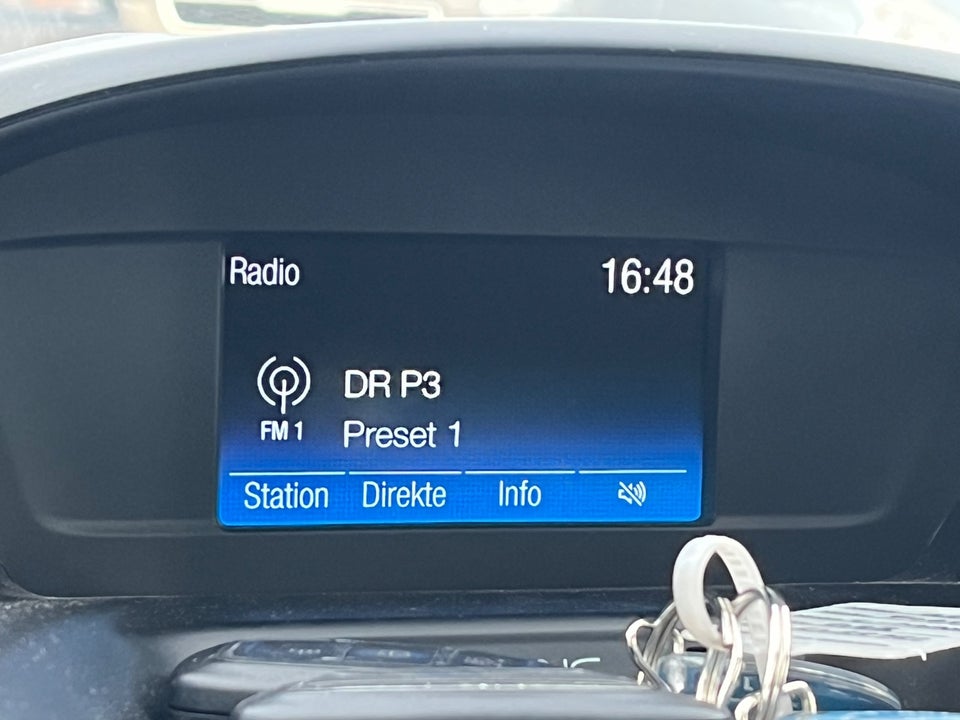 Radio 16:48
DR P3
FM 1 Preset 1
Station Direkte Info